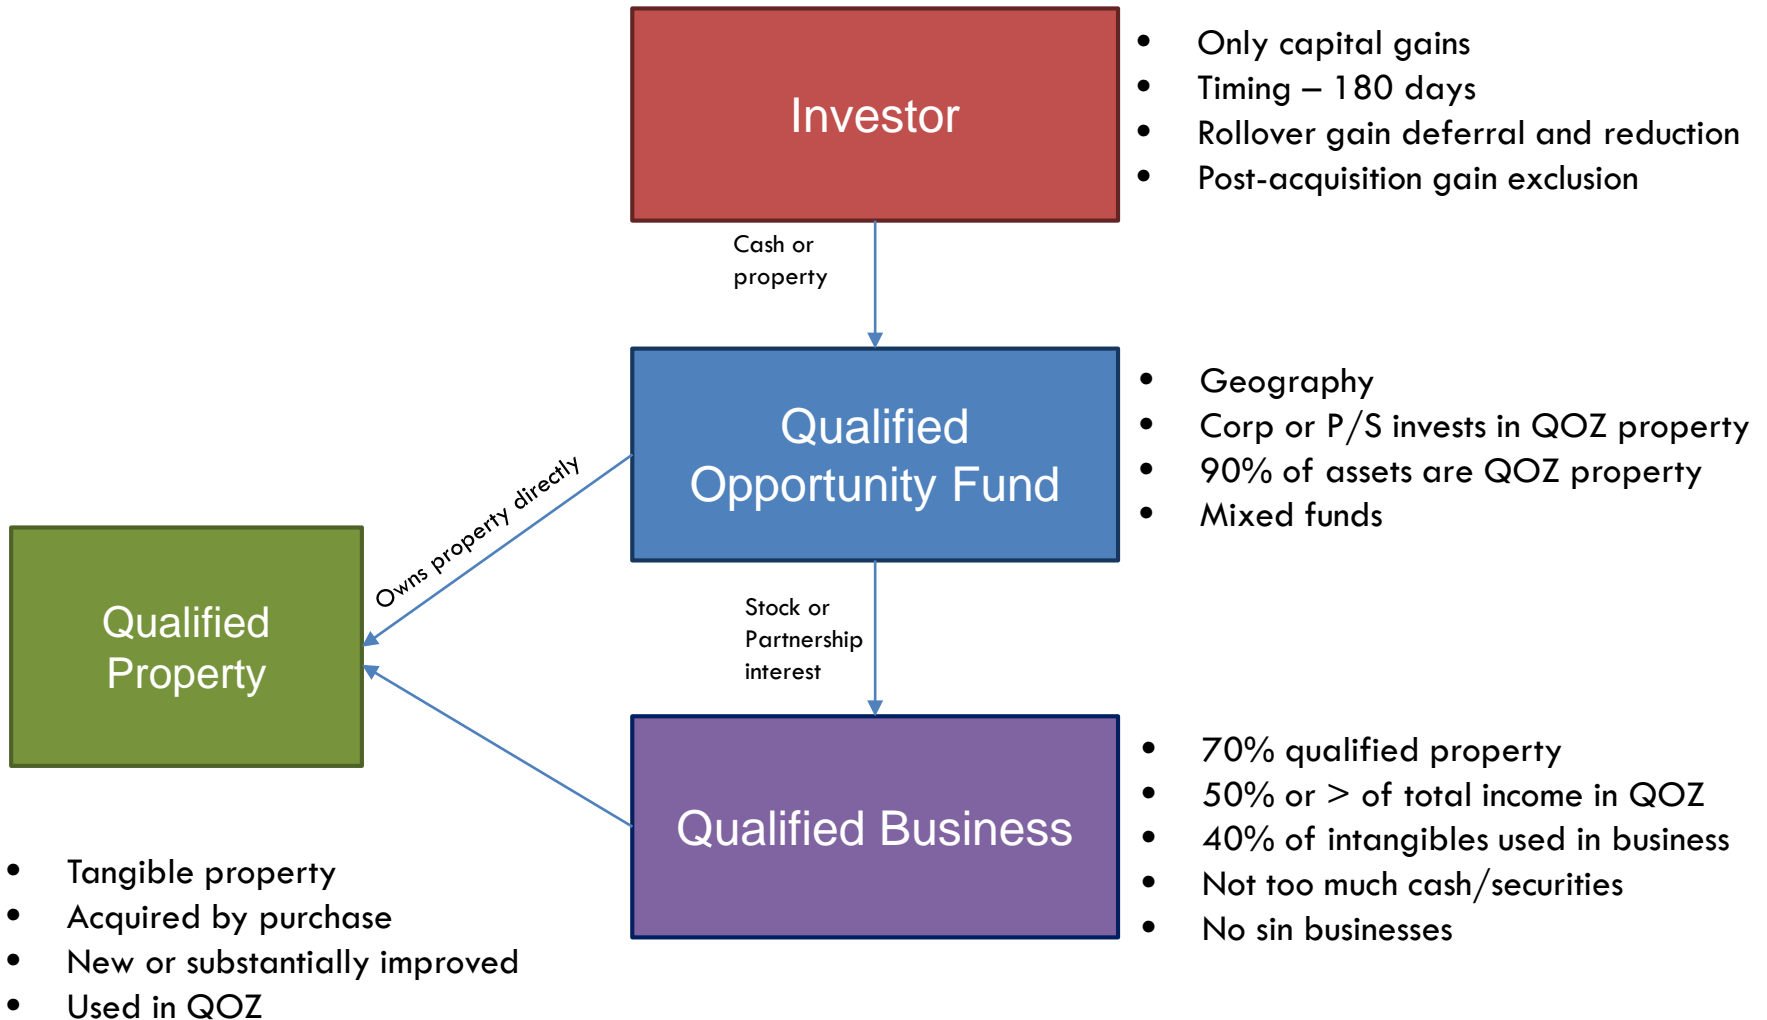 Investor
• Only capital gains
• Timing – 180 days
• Rollover gain deferral and reduction
• Post-acquisition gain exclusion
Cash or
property
Qualified
Opportunity Fund
• Geography
• Corp or P/S invests in QOZ property
• 90% of assets are QOZ property
• Mixed funds
Owns property directly
Stock or
Partnership
interest
Qualified
Property
Qualified Business
• 70% qualified property
• 50% or > of total income in QOZ
• 40% of intangibles used in business
• Not too much cash/securities
• No sin businesses
• Tangible property
• Acquired by purchase
• New or substantially improved
• Used in QOZ